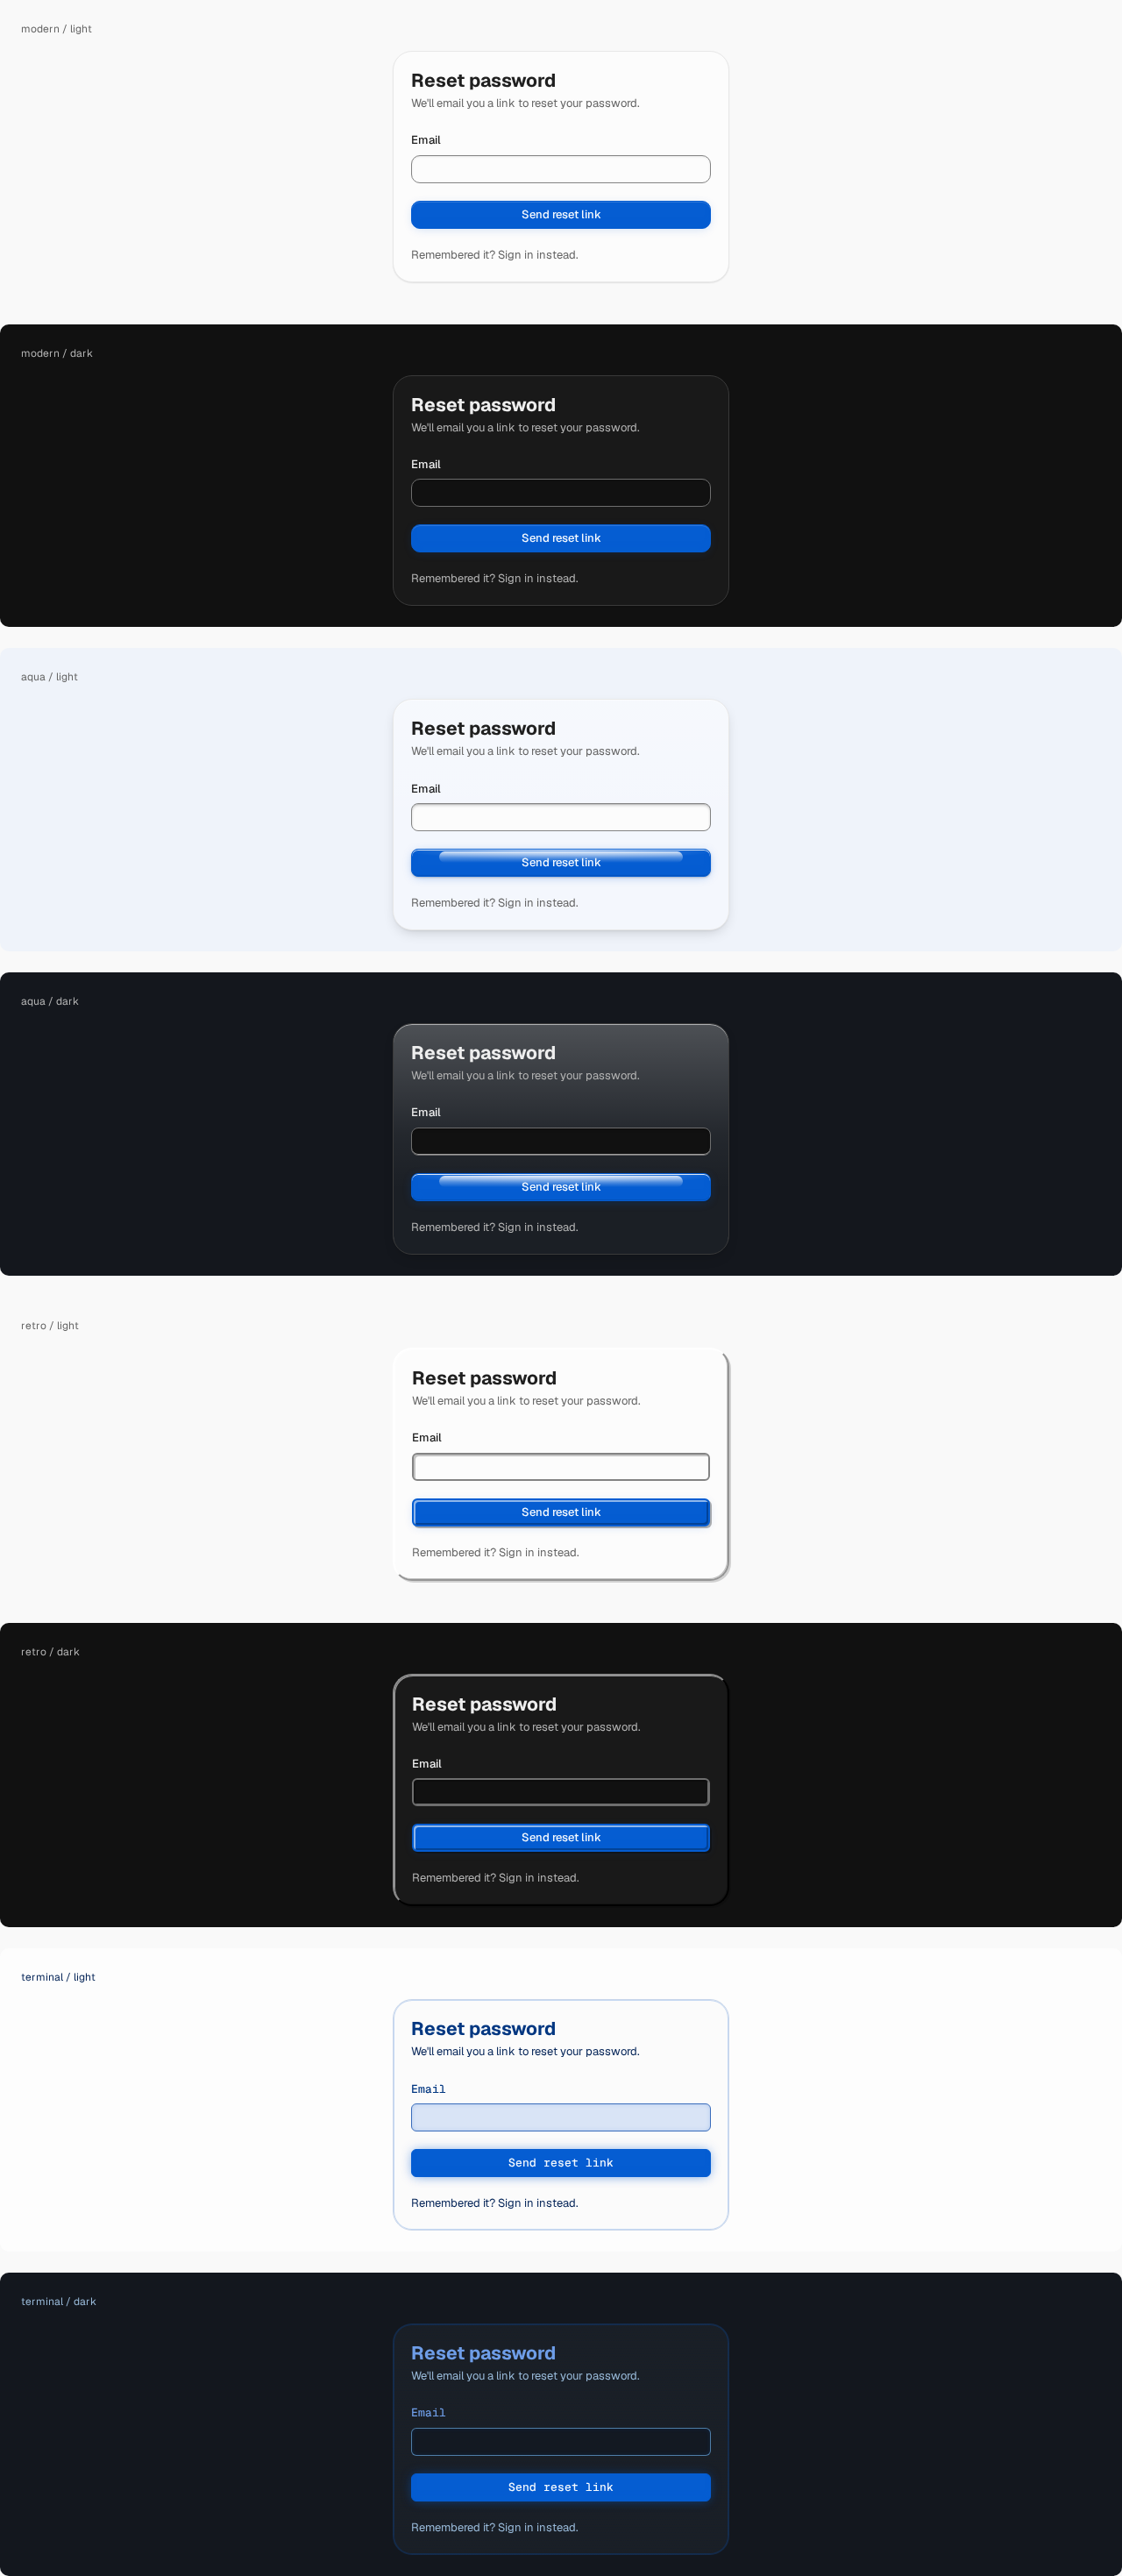 modern / light
Reset password
We'll email you a link to reset your password.
Email
Send reset link
Remembered it? Sign in instead.
modern / dark
Reset password
We'll email you a link to reset your password.
Email
Send reset link
Remembered it? Sign in instead.
aqua / light
Reset password
We'll email you a link to reset your password.
Email
Send reset link
Remembered it? Sign in instead.
aqua / dark
Reset password
We'll email you a link to reset your password.
Email
Send reset link
Remembered it? Sign in instead.
retro / light
Reset password
We'll email you a link to reset your password.
Email
Send reset link
Remembered it? Sign in instead.
retro / dark
Reset password
We'll email you a link to reset your password.
Email
Send reset link
Remembered it? Sign in instead.
terminal / light
Reset password
We'll email you a link to reset your password.
Email
Send reset link
Remembered it? Sign in instead.
terminal / dark
Reset password
We'll email you a link to reset your password.
Email
Send reset link
Remembered it? Sign in instead.